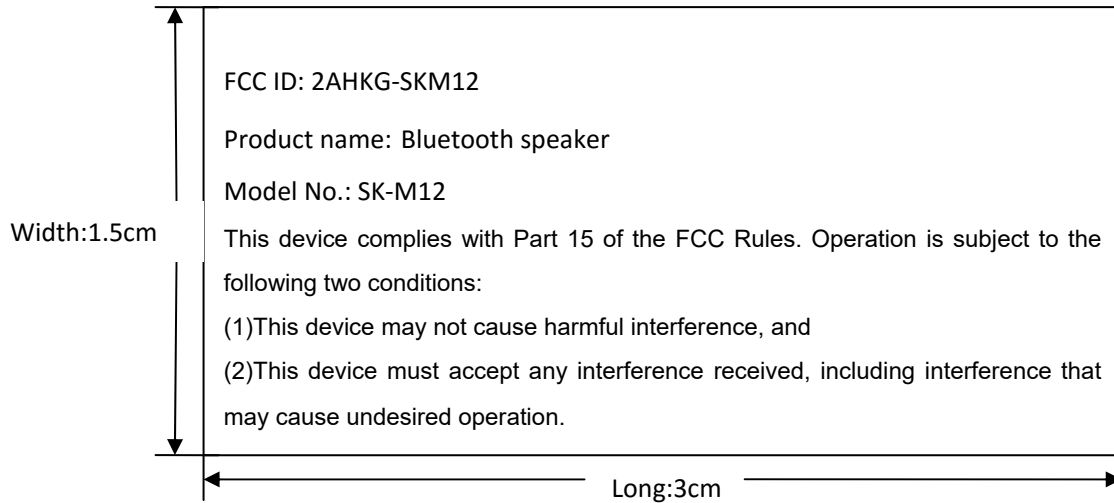 FCC ID: 2AHKG-SKM12
Product name: Bluetooth speaker
Model No.: SK-M12
Width:1.5cm
This device complies with Part 15 of the FCC Rules. Operation is subject to the
following two conditions:
(1)This device may not cause harmful interference, and
(2)This device must accept any interference received, including interference that
may cause undesired operation.
Long:3cm